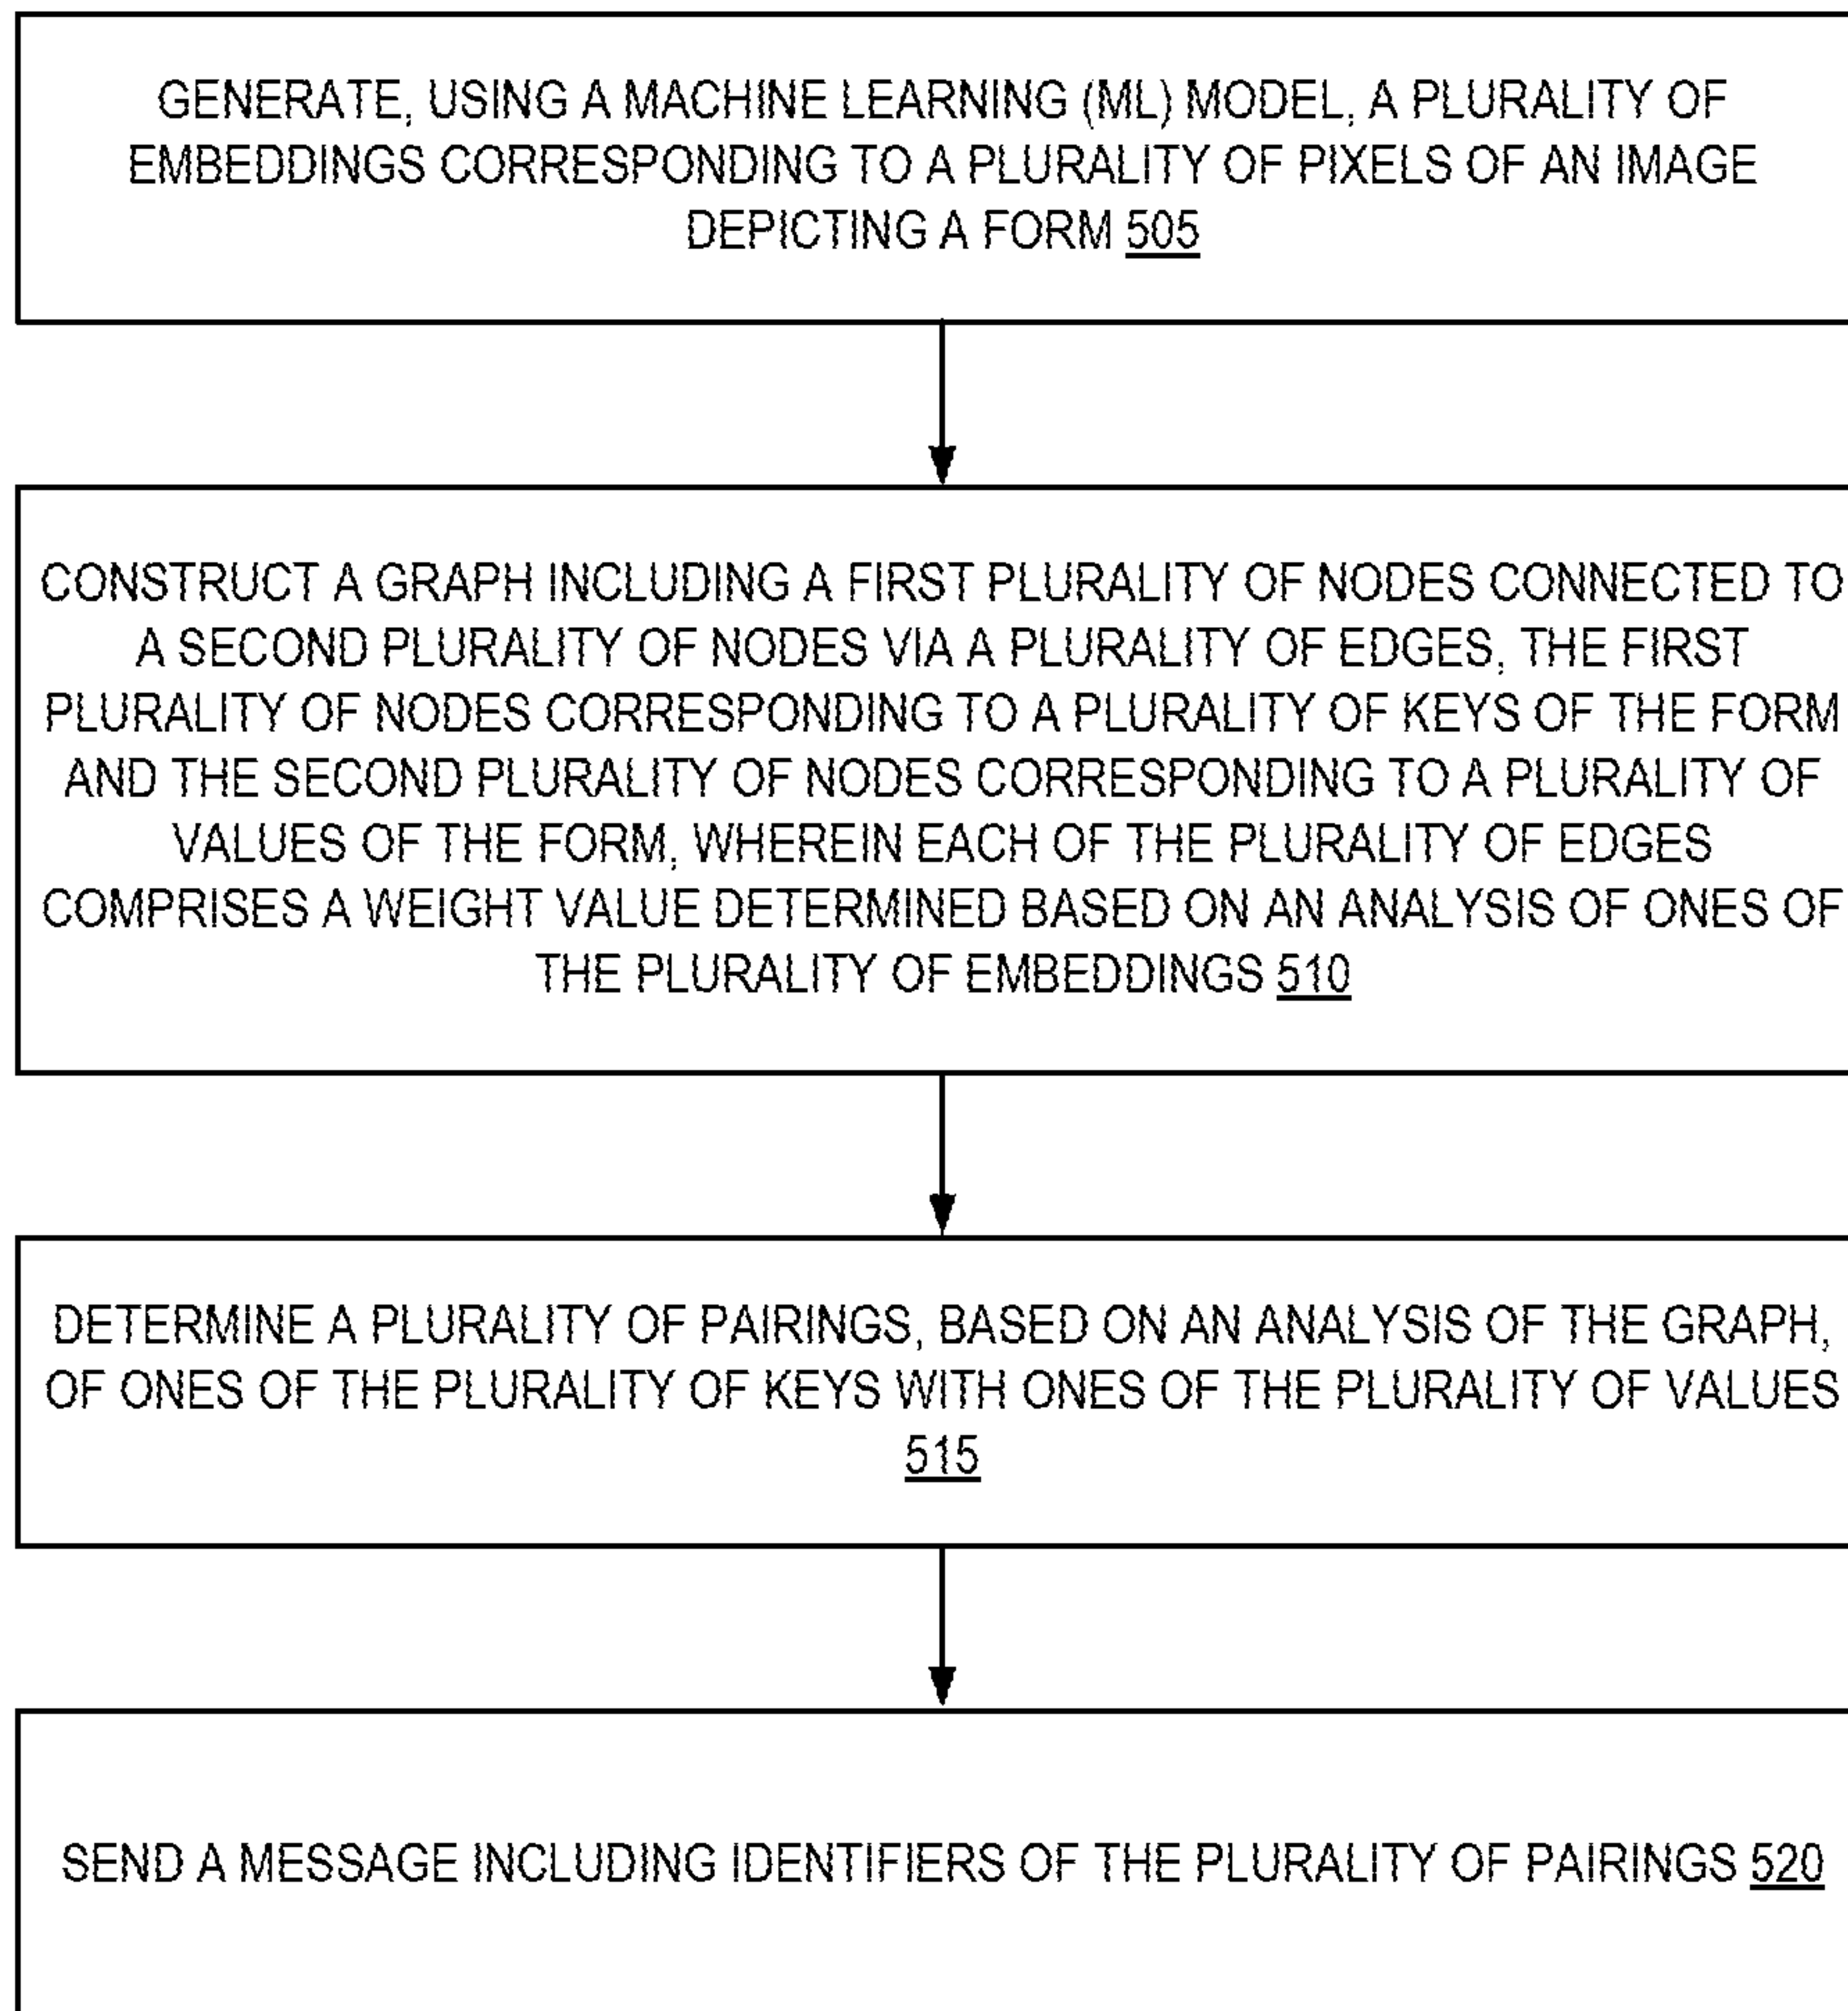 GENERATE, USING A MACHINE LEARNING (ML) MODEL, A PLURALITY OF
EMBEDDINGS CORRESPONDING TO A PLURALITY OF PIXELS OF AN IMAGE
DEPICTING A FORM 505
CONSTRUCT A GRAPH INCLUDING A FIRST PLURALITY OF NODES CONNECTED TO
A SECOND PLURALITY OF NODES VIA A PLURALITY OF EDGES, THE FIRST
PLURALITY OF NODES CORRESPONDING TO A PLURALITY OF KEYS OF THE FORM
AND THE SECOND PLURALITY OF NODES CORRESPONDING TO A PLURALITY OF
VALUES OF THE FORM, WHEREIN EACH OF THE PLURALITY OF EDGES
COMPRISES A WEIGHT VALUE DETERMINED BASED ON AN ANALYSIS OF ONES OF
THE PLURALITY OF EMBEDDINGS 510
DETERMINE A PLURALITY OF PAIRINGS, BASED ON AN ANALYSIS OF THE GRAPH,
OF ONES OF THE PLURALITY OF KEYS WITH ONES OF THE PLURALITY OF VALUES
515
SEND A MESSAGE INCLUDING IDENTIFIERS OF THE PLURALITY OF PAIRINGS 520